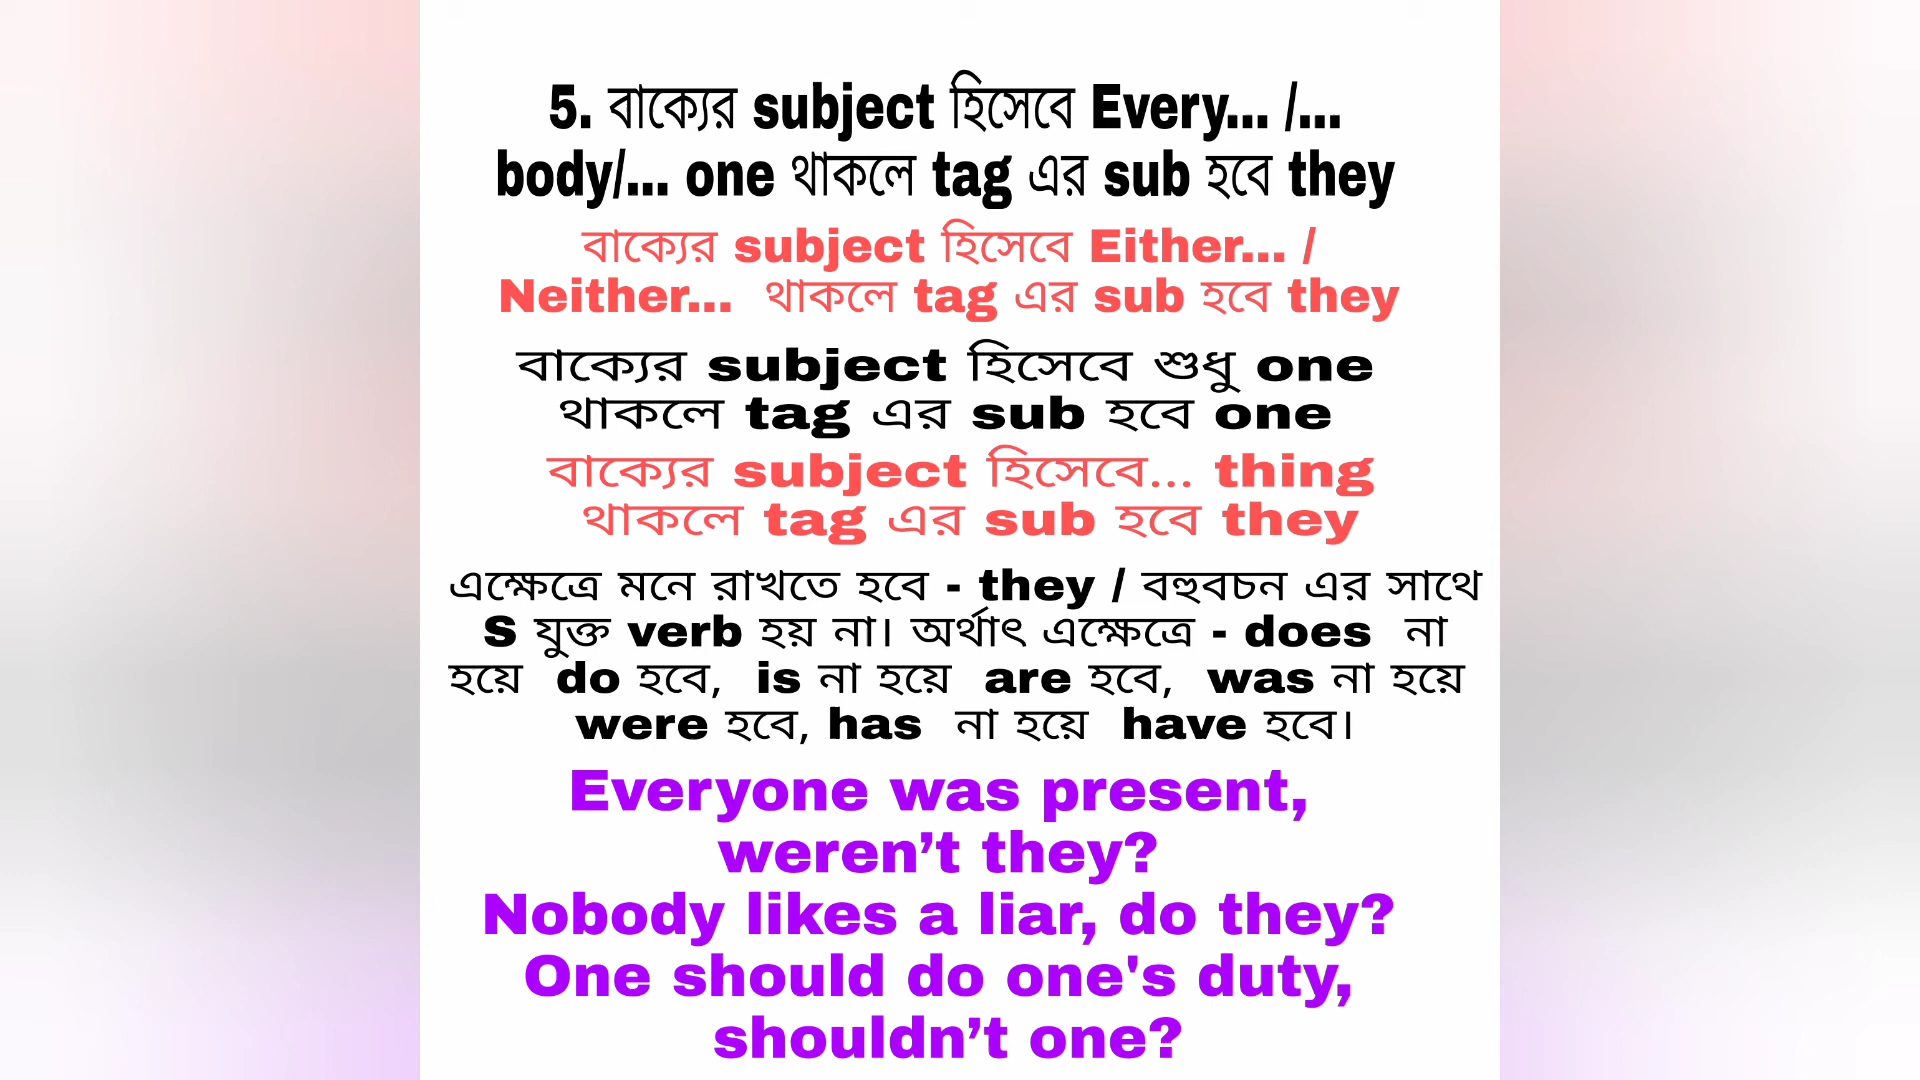 5. বাক্যের subject হিসেবে Every... /...
body/... one থাকলে tag এর sub হবে they
বাক্যের subject হিসেবে Either... /
Neither... থাকলে tag এর sub হবে they
বাক্যের subject হিসেবে শুধু one
থাকলে tag এর sub হবে one
বাক্যের subject হিসেবে... thing
থাকলে tag এর sub হবে they
এক্ষেত্রে মনে রাখতে হবে - they / বহুবচন এর সাথে
S যুক্ত verb হয় না। অর্থাৎ এক্ষেত্রে - does না
হয়ে do হবে, is না হয়ে are হবে, was না হয়ে
were হবে, has না হয়ে have হবে।
Everyone was present,
weren’t they?
Nobody likes a liar, do they?
One should do one's duty,
shouldn’t one?